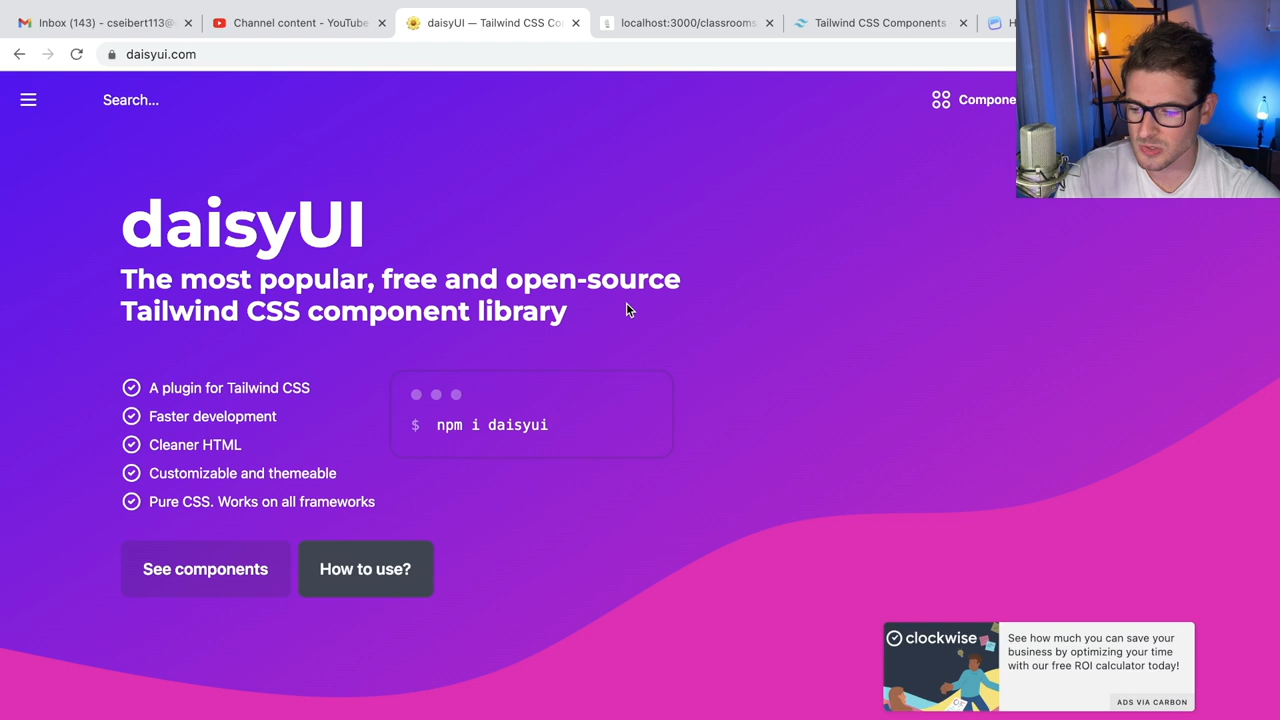 Inbox (143) - cseibert113@
Channel content - YouTube
daisyUI — Tailwind CSS Co
localhost:3000/classrooms
Tailwind CSS Components
H
daisyui.com
Search...
Compone
daisyUI
The most popular, free and open-source
Tailwind CSS component library
A plugin for Tailwind CSS
Faster development
Cleaner HTML
Customizable and themeable
Pure CSS. Works on all frameworks
$ npm i daisyui
See components
How to use?
clockwise
See how much you can save your
business by optimizing your time
with our free ROI calculator today!
ADS VIA CARBON